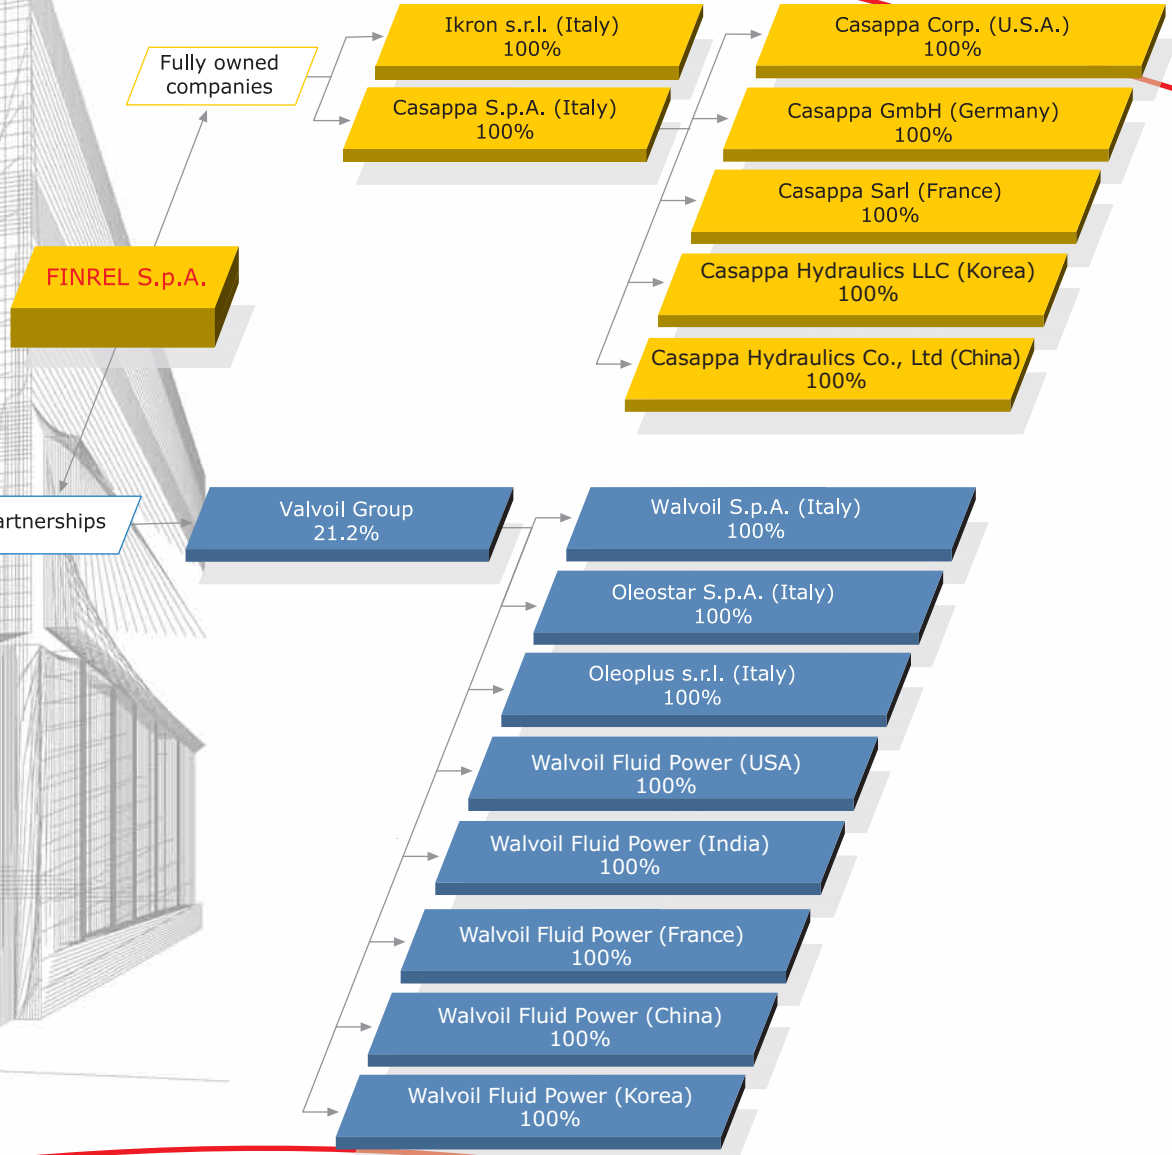 Fully owned
companies
Ikron s.r.l. (Italy)
100%
Casappa S.p.A. (Italy)
100%
Casappa Corp. (U.S.A.)
100%
Casappa GmbH (Germany)
100%
Casappa Sarl (France)
100%
Casappa Hydraulics LLC (Korea)
100%
Casappa Hydraulics Co., Ltd (China)
100%
FINREL S.p.A.
artnerships
Valvoil Group
21.2%
Walvoil S.p.A. (Italy)
100%
Oleostar S.p.A. (Italy)
100%
Oleoplus s.r.l. (Italy)
100%
Walvoil Fluid Power (USA)
100%
Walvoil Fluid Power (India)
100%
Walvoil Fluid Power (France)
100%
Walvoil Fluid Power (China)
100%
Walvoil Fluid Power (Korea)
100%